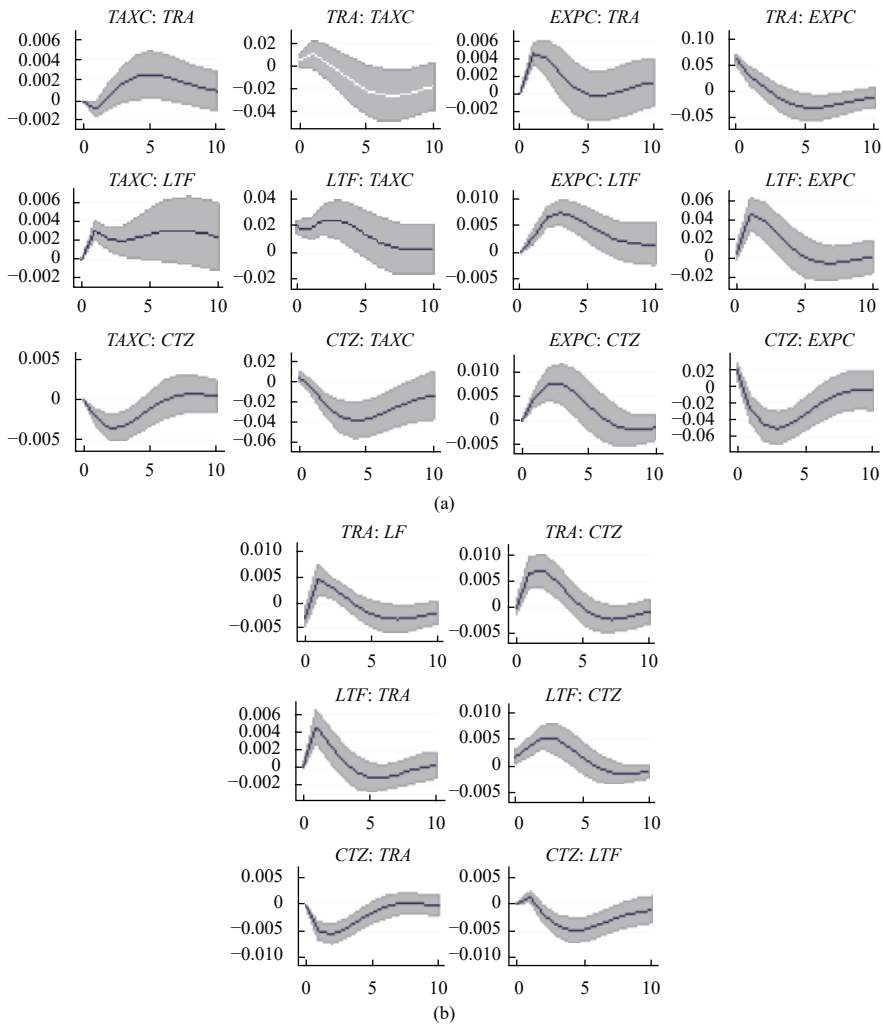 TAXC: TRA
0.006
0.004
0.002
0
−0.002
0 5 10
TRA: TAXC
0.02
0
−0.02
−0.04
0 5 10
EXPC: TRA
0.006
0.004
0.002
0
−0.002
0 5 10
TRA: EXPC
0.10
0.05
0
−0.05
0 5 10
TAXC: LTF
0.006
0.004
0.002
0
−0.002
0 5 10
LTF: TAXC
0.04
0.02
0
−0.02
0 5 10
EXPC: LTF
0.010
0.005
0
−0.005
0 5 10
LTF: EXPC
0.06
0.04
0.02
0
−0.02
0 5 10
TAXC: CTZ
0.005
0
−0.005
0 5 10
CTZ: TAXC
0.02
0
−0.02
−0.04
−0.06
0 5 10
EXPC: CTZ
0.010
0.005
0
−0.005
0 5 10
CTZ: EXPC
0.02
0
−0.02
−0.04
−0.06
0 5 10
(a)
TRA: LF
0.010
0.005
0
−0.005
0 5 10
TRA: CTZ
0.010
0.005
0
−0.005
0 5 10
LTF: TRA
0.006
0.004
0.002
0
−0.002
0 5 10
LTF: CTZ
0.010
0.005
0
−0.005
0 5 10
CTZ: TRA
0.005
0
−0.005
−0.010
0 5 10
CTZ: LTF
0.005
0
−0.005
−0.010
0 5 10
(b)